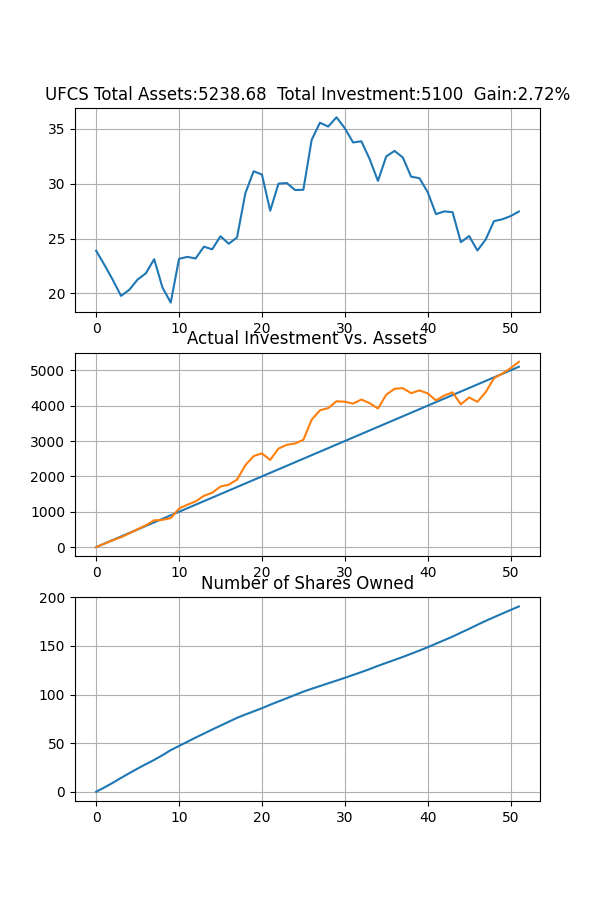 UFCS Total Assets:5238.68  Total Investment:5100  Gain:2.72%
35
30
25
20
0 10 20 30 40 50
Actual Investment vs. Assets
5000
4000
3000
2000
1000
0
0 10 20 30 40 50
Number of Shares Owned
200
150
100
50
0
0 10 20 30 40 50